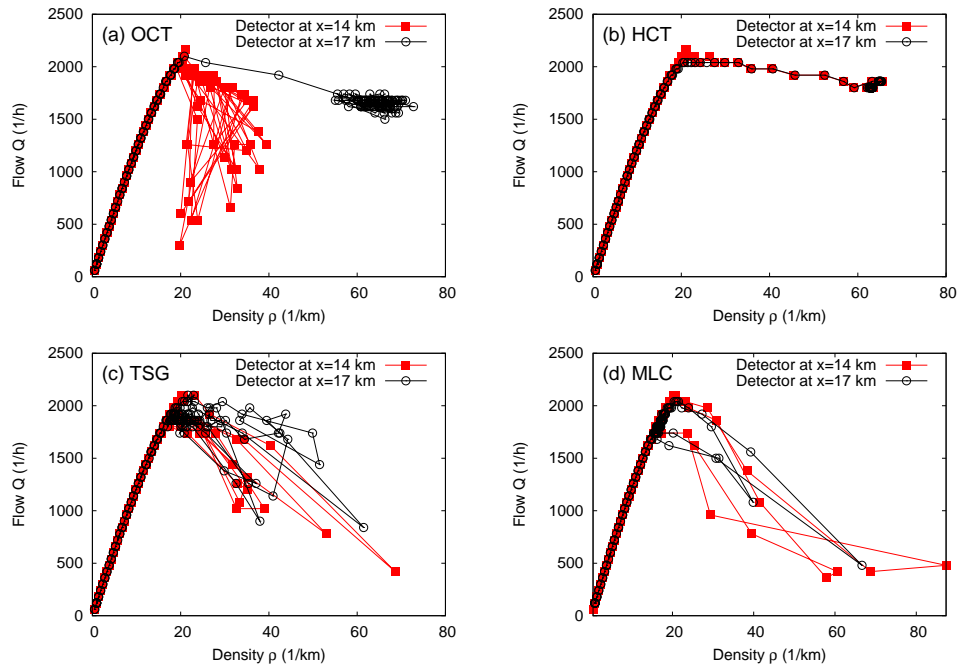 (a) OCT
Detector at x=14 km
Detector at x=17 km
2500
2000
1500
1000
500
0
Flow Q (1/h)
0 20 40 60 80
Density ρ (1/km)
(b) HCT
Detector at x=14 km
Detector at x=17 km
2500
2000
1500
1000
500
0
Flow Q (1/h)
0 20 40 60 80
Density ρ (1/km)
(c) TSG
Detector at x=14 km
Detector at x=17 km
2500
2000
1500
1000
500
0
Flow Q (1/h)
0 20 40 60 80
Density ρ (1/km)
(d) MLC
Detector at x=14 km
Detector at x=17 km
2500
2000
1500
1000
500
0
Flow Q (1/h)
20 40 60 80
Density ρ (1/km)